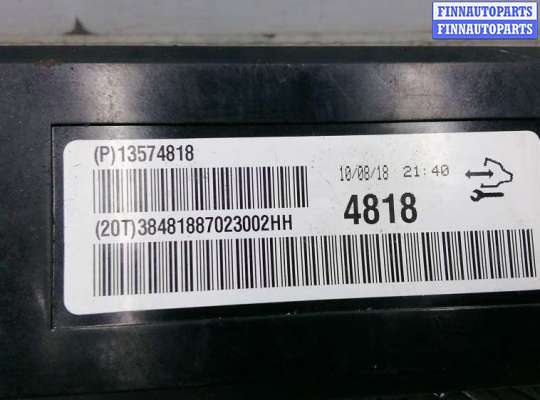 FINNAUTOPARTS
FINNAUTOPARTS
(P)13574818
10/08/18 21:40
4818
(20T)38481887023002HH